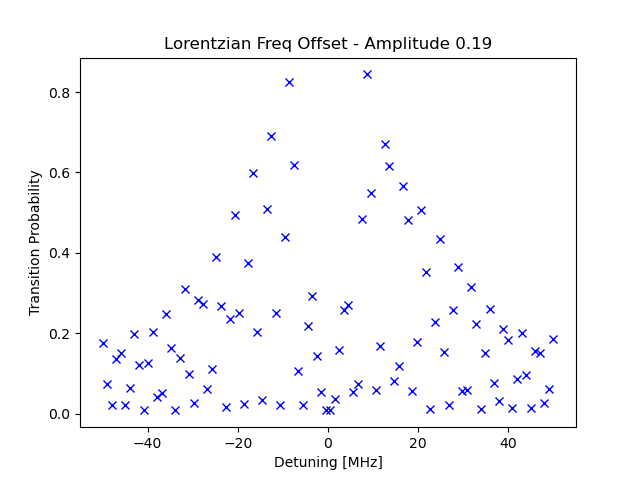 Lorentzian Freq Offset - Amplitude 0.19
0.8
0.6
0.4
0.2
0.0
Transition Probability
−40 −20 0 20 40
Detuning [MHz]